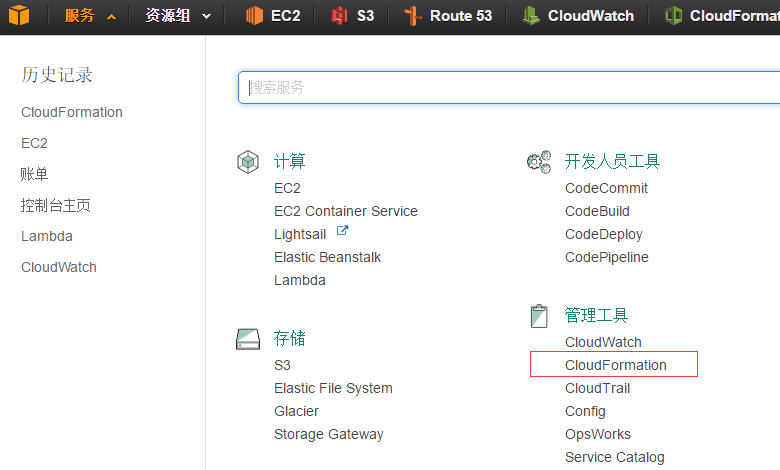 服务 资源组 EC2 S3 Route 53 CloudWatch CloudFormat
历史记录
CloudFormation
EC2
账单
控制台主页
Lambda
CloudWatch
搜索服务
计算
EC2
EC2 Container Service
Lightsail
Elastic Beanstalk
Lambda
存储
S3
Elastic File System
Glacier
Storage Gateway
开发人员工具
CodeCommit
CodeBuild
CodeDeploy
CodePipeline
管理工具
CloudWatch
CloudFormation
CloudTrail
Config
OpsWorks
Service Catalog